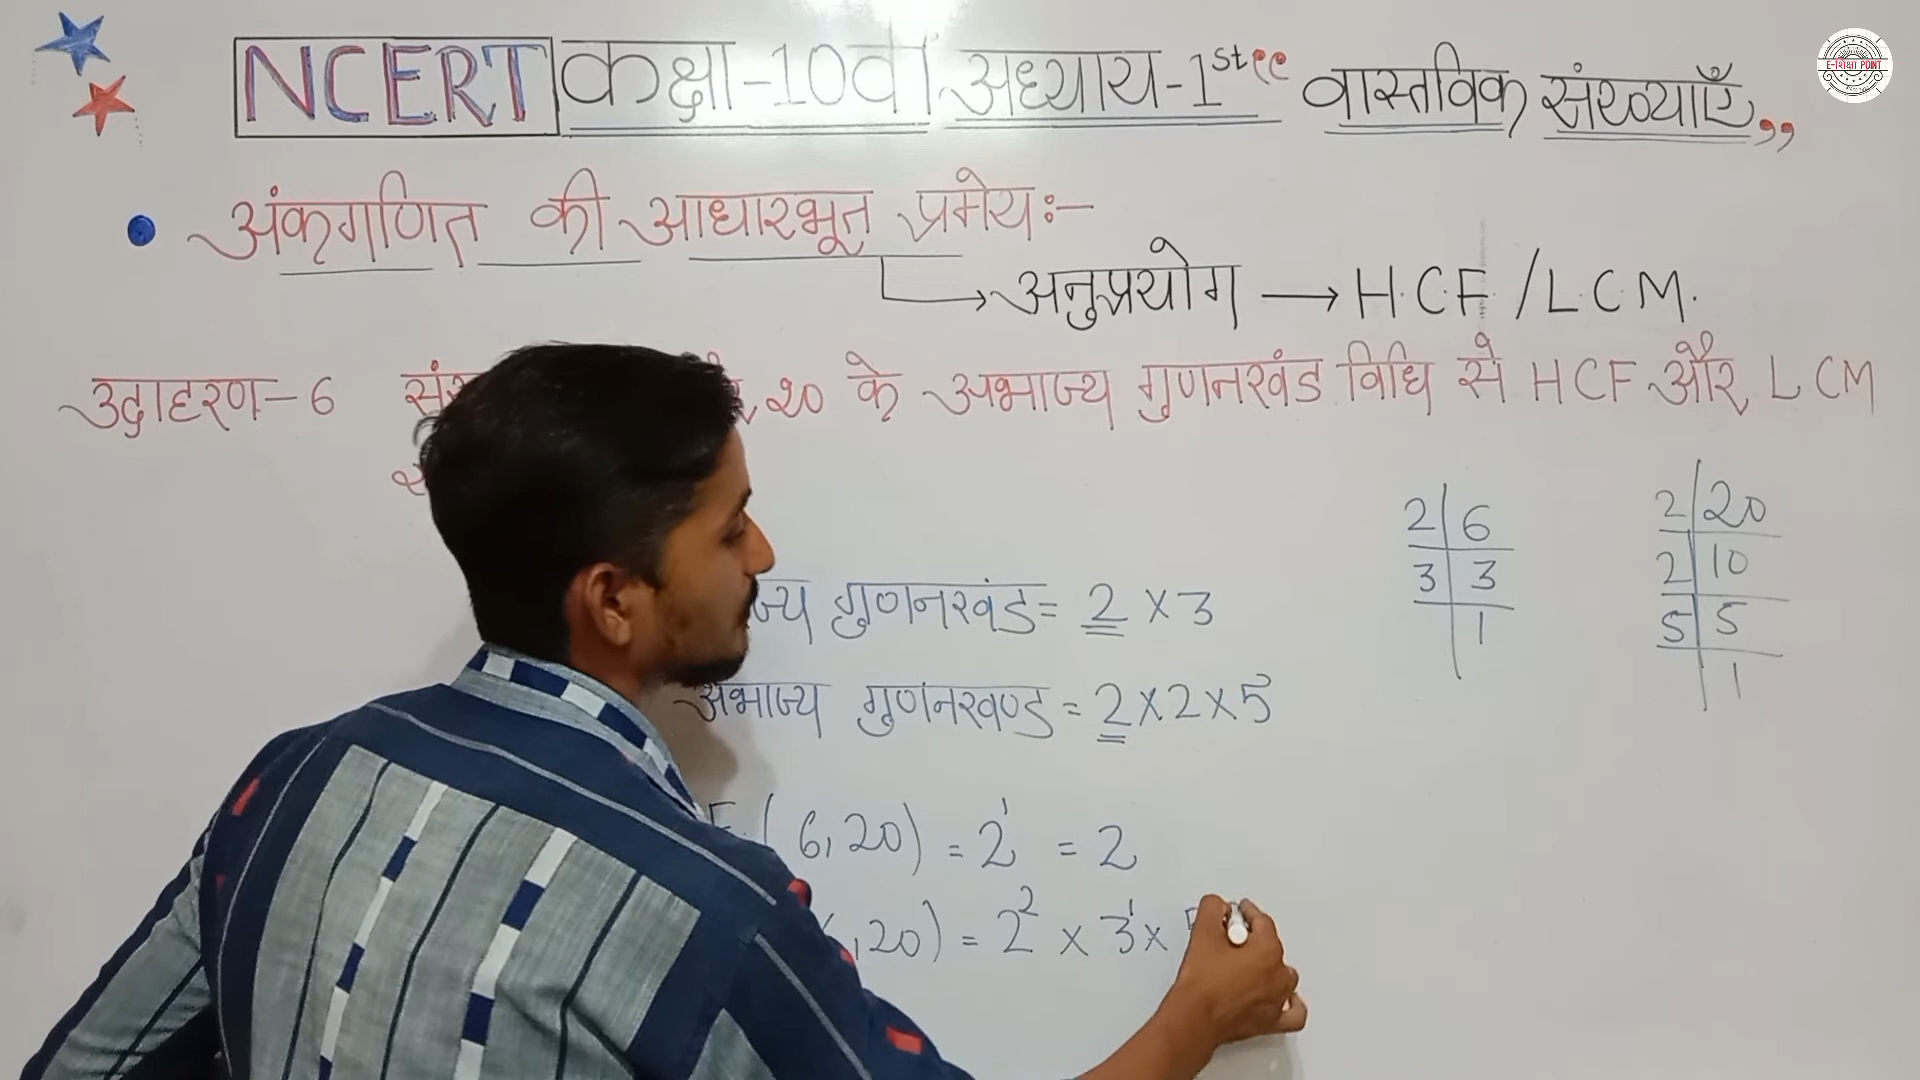 NCERT कक्षा-10वीं अध्याय-1st "वास्तविक संख्याएँ"
E-शिक्षा POINT
• अंकगणित की आधारभूत प्रमेय:-
अनुप्रयोग → H.C.F / L.C.M.
उदाहरण-6 20 के अभाज्य गुणनखंड विधि से HCF और LCM
2 6
3 3
1
2 20
2 10
5 5
1
गुणनखंड = 2 × 3
अभाज्य गुणनखण्ड = 2 × 2 × 5
(6, 20) = 2¹ = 2
, 20) = 2² × 3¹ ×